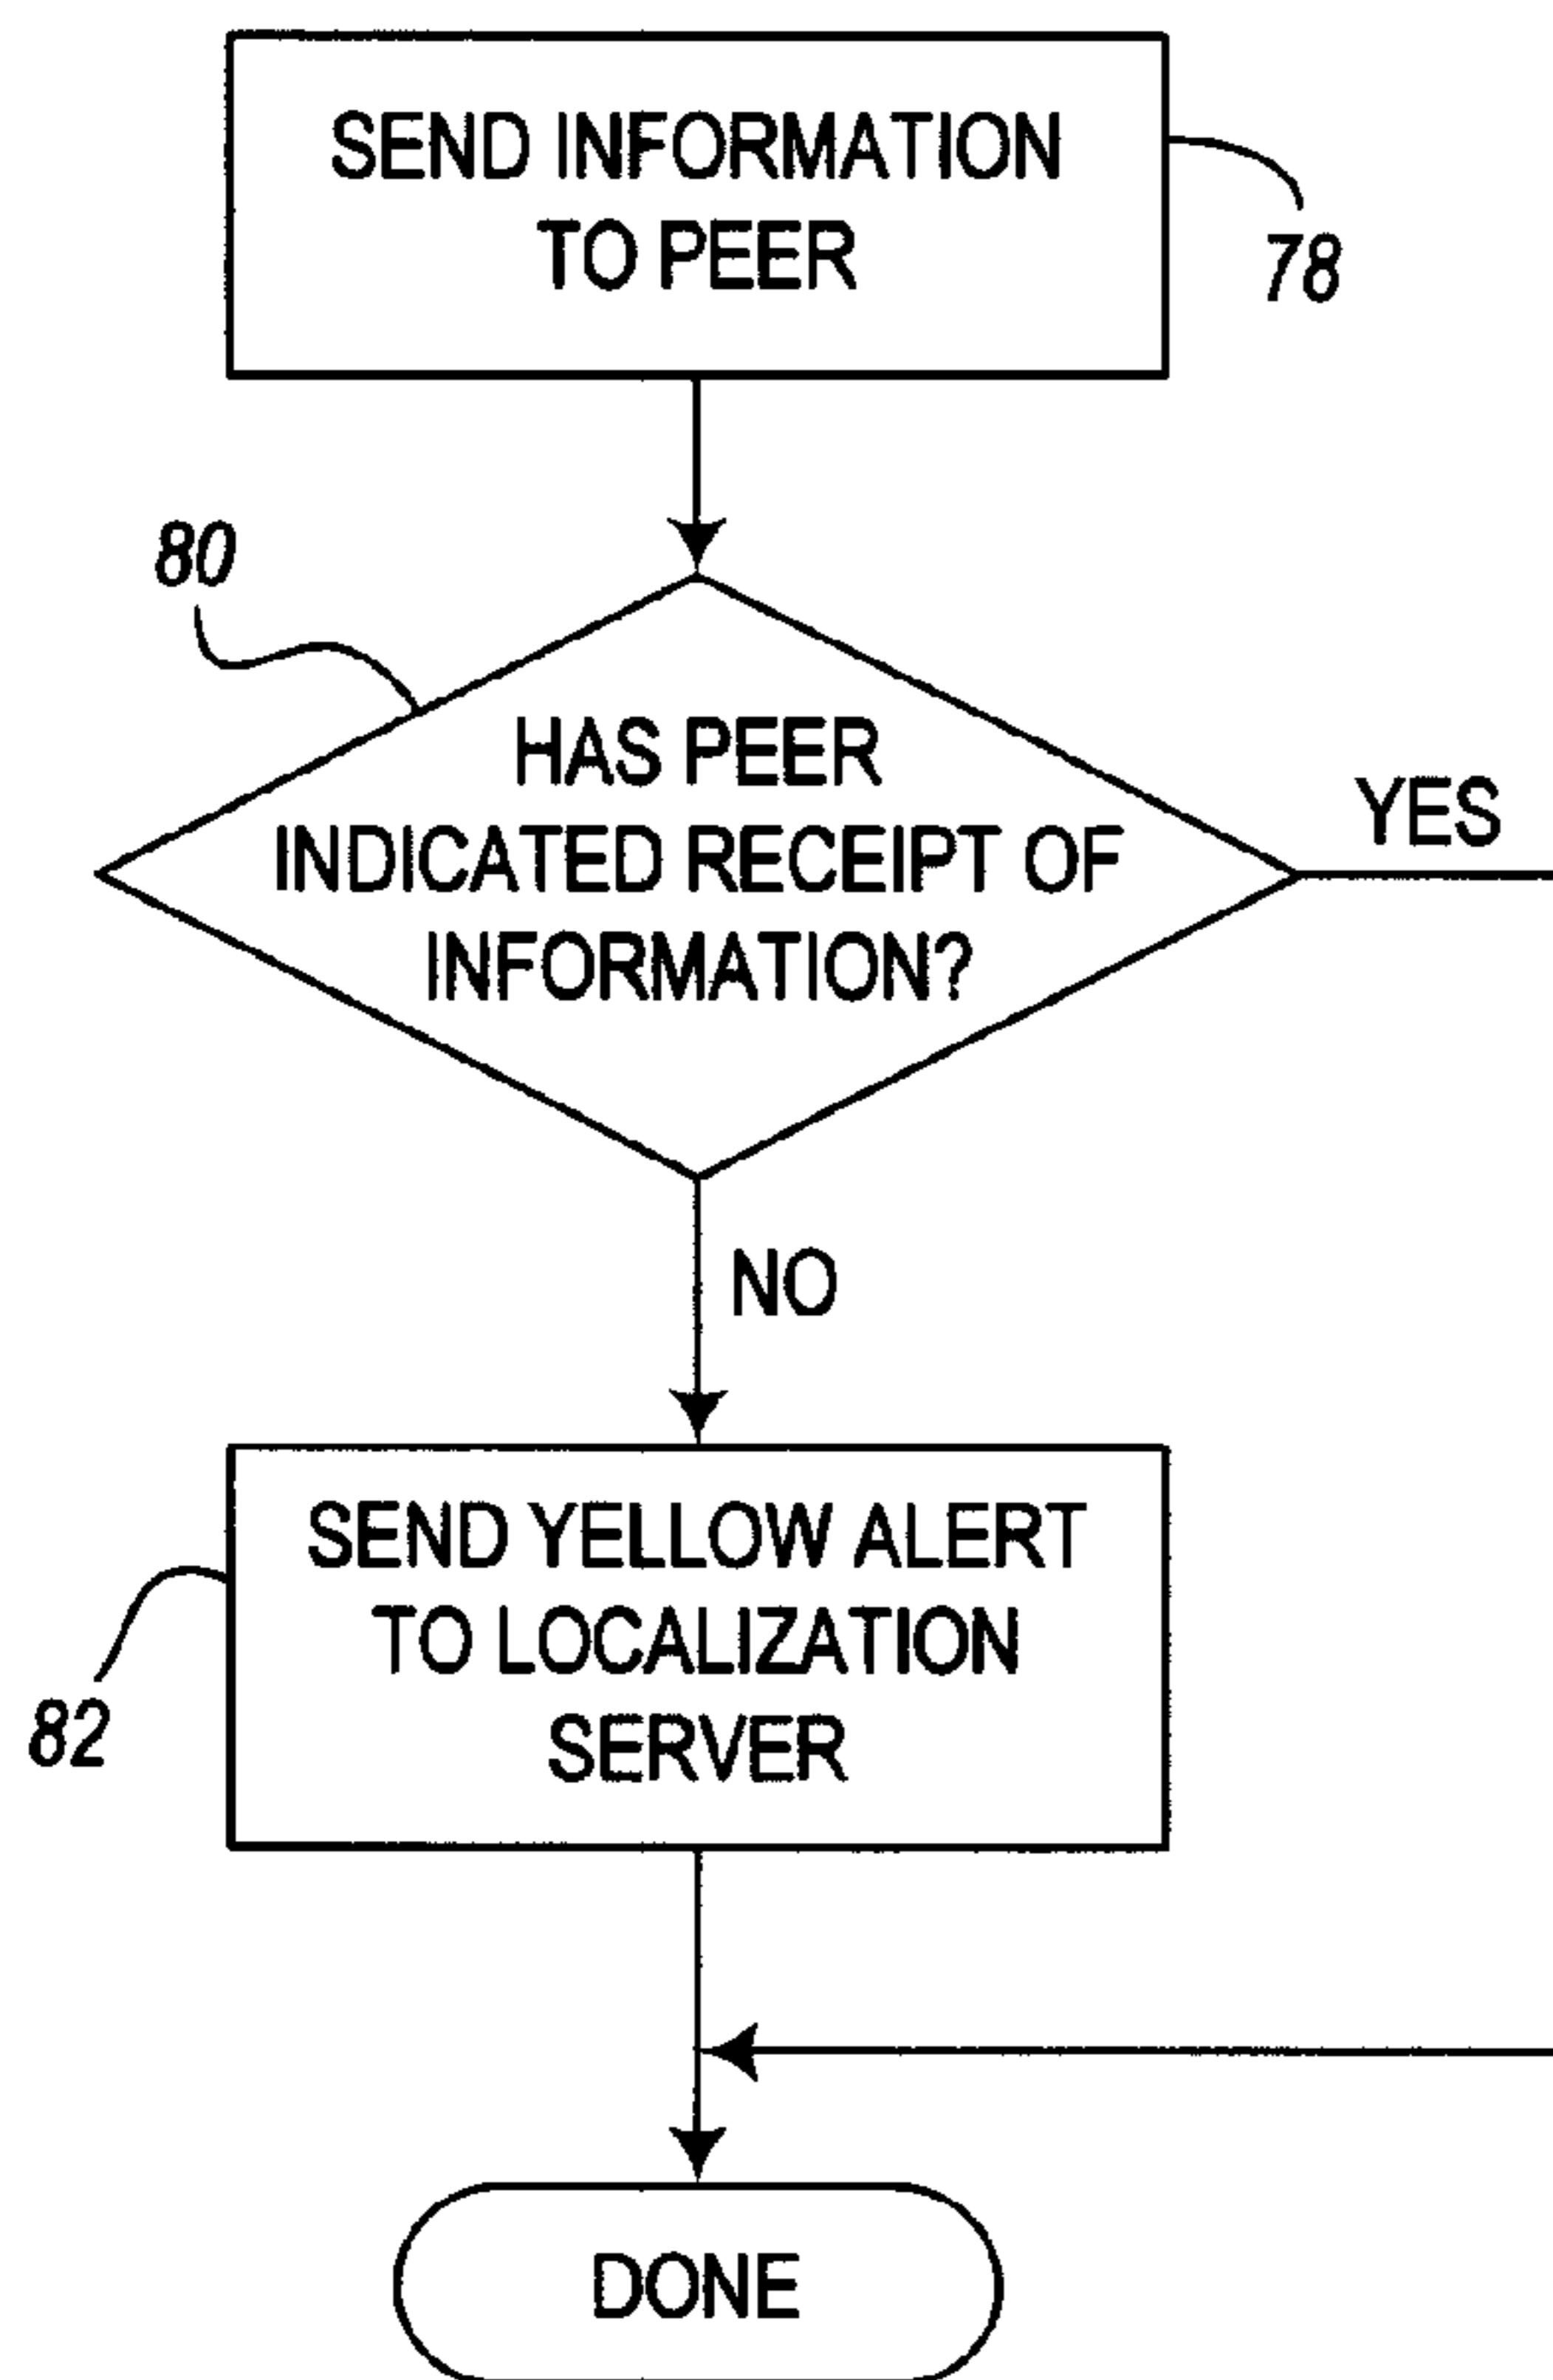 SEND INFORMATION
TO PEER
78
80
HAS PEER
INDICATED RECEIPT OF
INFORMATION?
YES
NO
SEND YELLOW ALERT
TO LOCALIZATION
SERVER
82
DONE